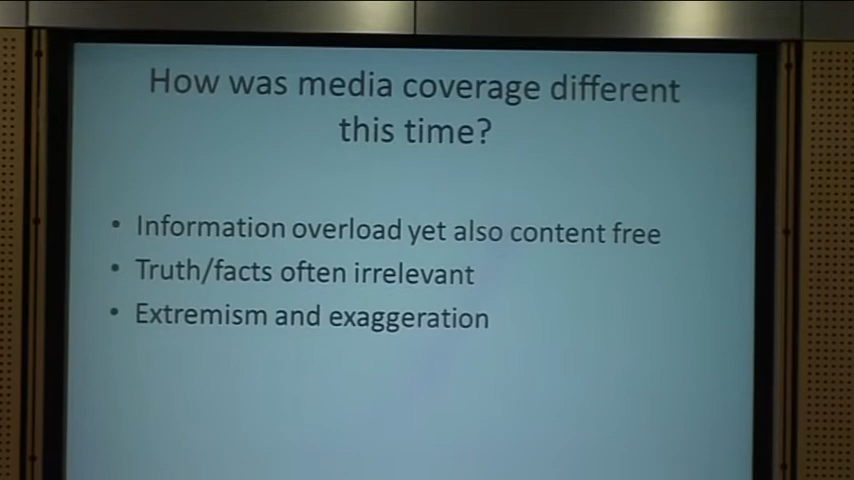 How was media coverage different
this time?
• Information overload yet also content free
• Truth/facts often irrelevant
• Extremism and exaggeration